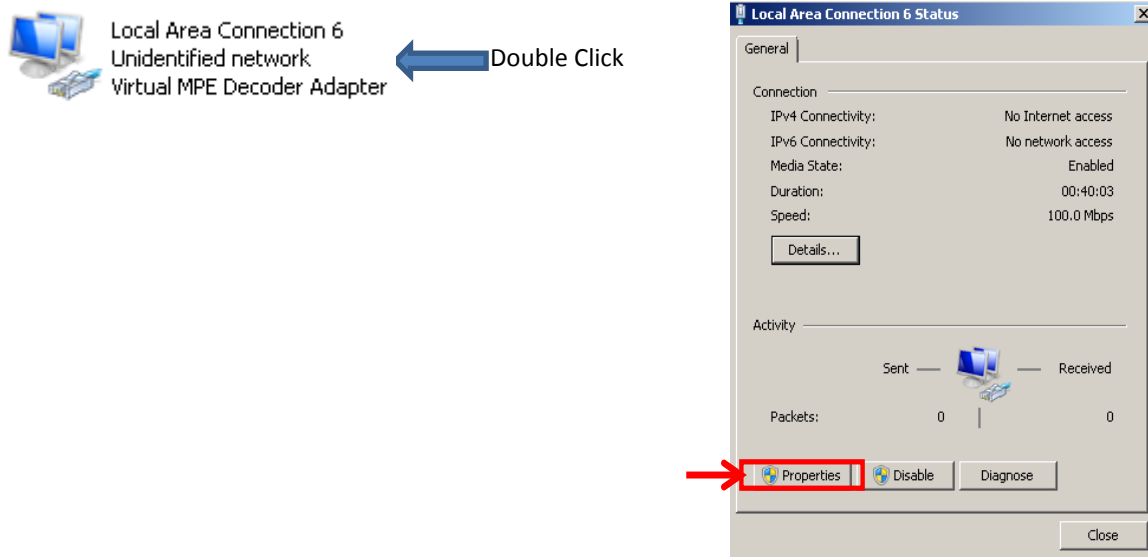 Local Area Connection 6
Unidentified network
Virtual MPE Decoder Adapter
Double Click
Local Area Connection 6 Status
General
Connection
IPv4 Connectivity: No Internet access
IPv6 Connectivity: No network access
Media State: Enabled
Duration: 00:40:03
Speed: 100.0 Mbps
Details...
Activity
Sent Received
Packets: 0 0
Properties Disable Diagnose
Close